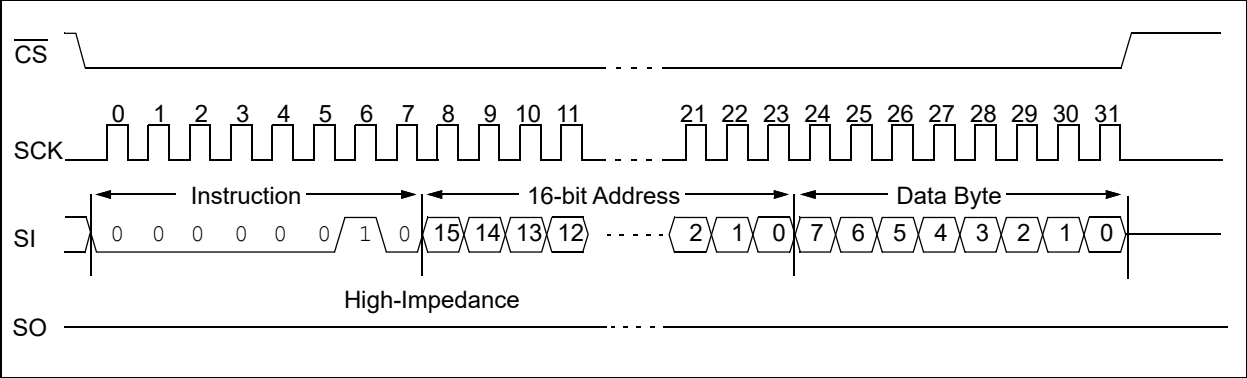 CS
0 1 2 3 4 5 6 7 8 9 10 11 21 22 23 24 25 26 27 28 29 30 31
SCK
Instruction 16-bit Address Data Byte
SI 0 0 0 0 0 0 1 0 15 14 13 12 2 1 0 7 6 5 4 3 2 1 0
High-Impedance
SO